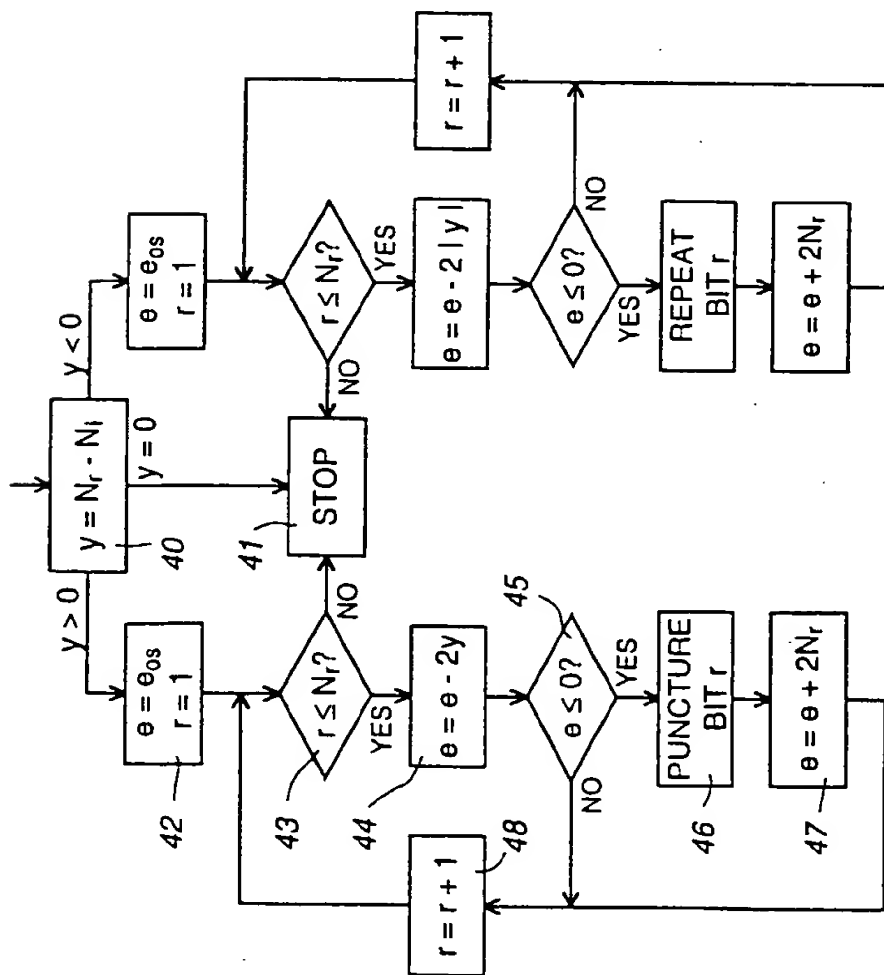 y = Nᵣ - Nᵢ
40
y > 0
y = 0
y < 0
e = e₀ₛ
r = 1
42
r ≤ Nᵣ?
43
NO
YES
STOP
41
e = e - 2y
44
e ≤ 0?
45
NO
YES
PUNCTURE
BIT r
46
e = e + 2Nᵣ
47
r = r + 1
48
e = e₀ₛ
r = 1
r ≤ Nᵣ?
NO
YES
e = e - 2|y|
e ≤ 0?
NO
YES
REPEAT
BIT r
e = e + 2Nᵣ
r = r + 1